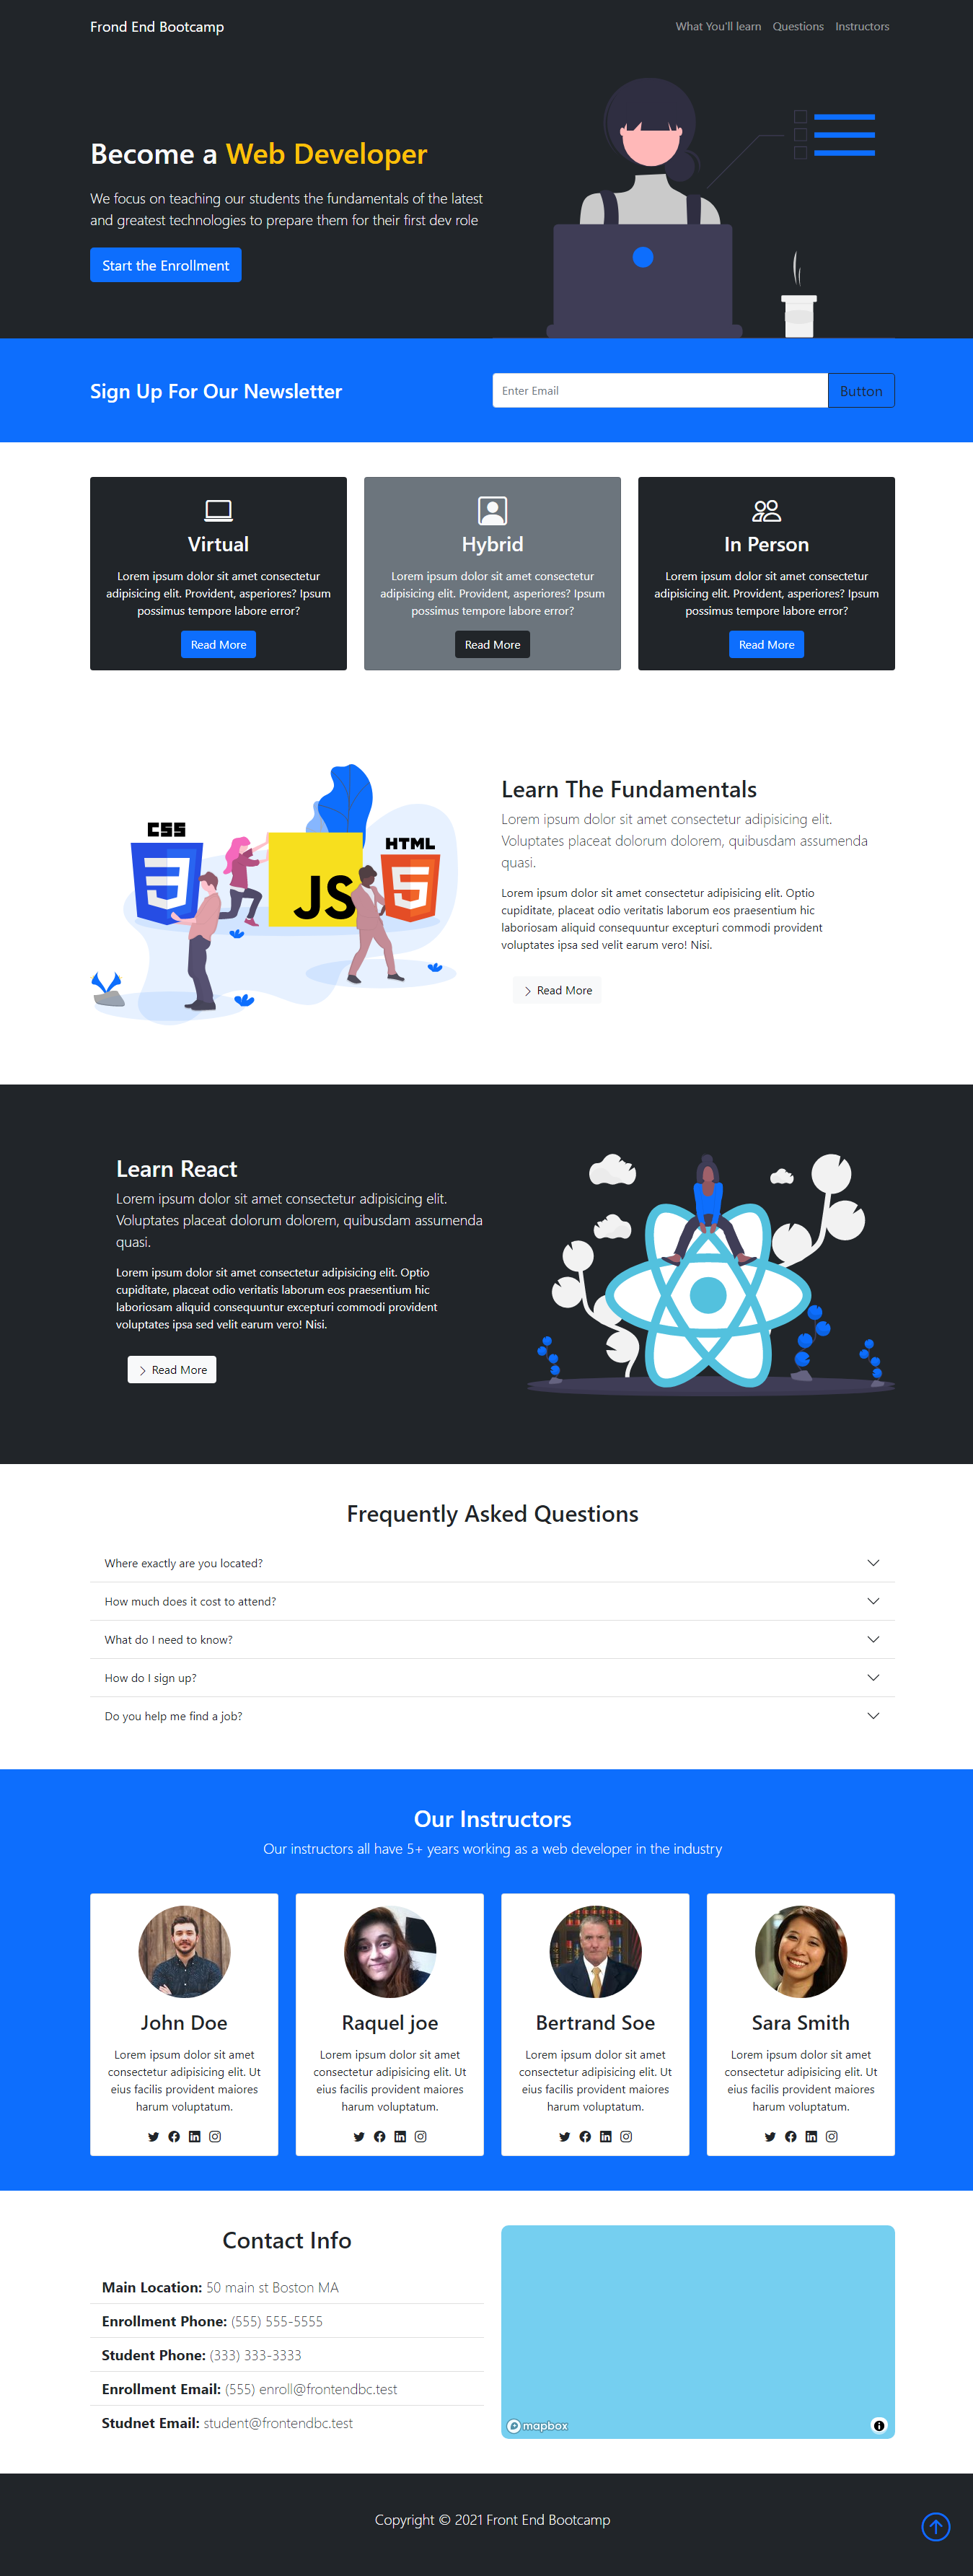 Frond End Bootcamp
What You'll learn Questions Instructors
Become a Web Developer
We focus on teaching our students the fundamentals of the latest
and greatest technologies to prepare them for their first dev role
Start the Enrollment
Sign Up For Our Newsletter
Enter Email
Button
Virtual
Lorem ipsum dolor sit amet consectetur
adipisicing elit. Provident, asperiores? Ipsum
possimus tempore labore error?
Read More
Hybrid
Lorem ipsum dolor sit amet consectetur
adipisicing elit. Provident, asperiores? Ipsum
possimus tempore labore error?
Read More
In Person
Lorem ipsum dolor sit amet consectetur
adipisicing elit. Provident, asperiores? Ipsum
possimus tempore labore error?
Read More
CSS
3
JS
HTML
5
Learn The Fundamentals
Lorem ipsum dolor sit amet consectetur adipisicing elit.
Voluptates placeat dolorum dolorem, quibusdam assumenda
quasi.
Lorem ipsum dolor sit amet consectetur adipisicing elit. Optio
cupiditate, placeat odio veritatis laborum eos praesentium hic
laboriosam aliquid consequuntur excepturi commodi provident
voluptates ipsa sed velit earum vero! Nisi.
Read More
Learn React
Lorem ipsum dolor sit amet consectetur adipisicing elit.
Voluptates placeat dolorum dolorem, quibusdam assumenda
quasi.
Lorem ipsum dolor sit amet consectetur adipisicing elit. Optio
cupiditate, placeat odio veritatis laborum eos praesentium hic
laboriosam aliquid consequuntur excepturi commodi provident
voluptates ipsa sed velit earum vero! Nisi.
Read More
Frequently Asked Questions
Where exactly are you located?
How much does it cost to attend?
What do I need to know?
How do I sign up?
Do you help me find a job?
Our Instructors
Our instructors all have 5+ years working as a web developer in the industry
John Doe
Lorem ipsum dolor sit amet
consectetur adipisicing elit. Ut
eius facilis provident maiores
harum voluptatum.
Raquel joe
Lorem ipsum dolor sit amet
consectetur adipisicing elit. Ut
eius facilis provident maiores
harum voluptatum.
Bertrand Soe
Lorem ipsum dolor sit amet
consectetur adipisicing elit. Ut
eius facilis provident maiores
harum voluptatum.
Sara Smith
Lorem ipsum dolor sit amet
consectetur adipisicing elit. Ut
eius facilis provident maiores
harum voluptatum.
Contact Info
Main Location: 50 main st Boston MA
Enrollment Phone: (555) 555-5555
Student Phone: (333) 333-3333
Enrollment Email: (555) enroll@frontendbc.test
Studnet Email: student@frontendbc.test
mapbox
Copyright © 2021 Front End Bootcamp